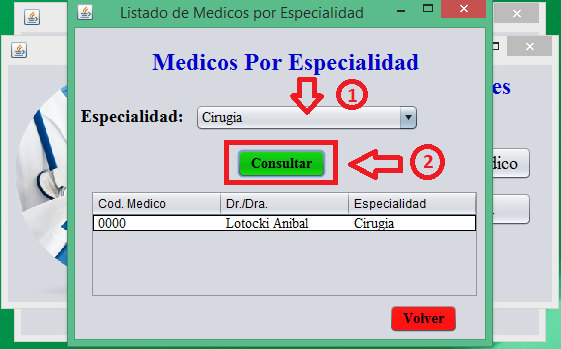 Listado de Medicos por Especialidad
Medicos Por Especialidad
es
1
Especialidad:
Cirugia
Consultar
2
dico
Cod. Medico
Dr./Dra.
Especialidad
0000
Lotocki Anibal
Cirugia
Volver